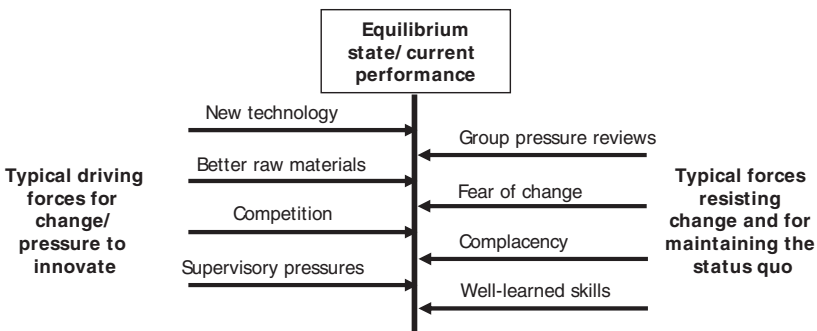 Equilibrium
state/ current
performance
New technology
Better raw materials
Competition
Supervisory pressures
Typical driving
forces for
change/
pressure to
innovate
Group pressure reviews
Fear of change
Complacency
Well-learned skills
Typical forces
resisting
change and for
maintaining the
status quo